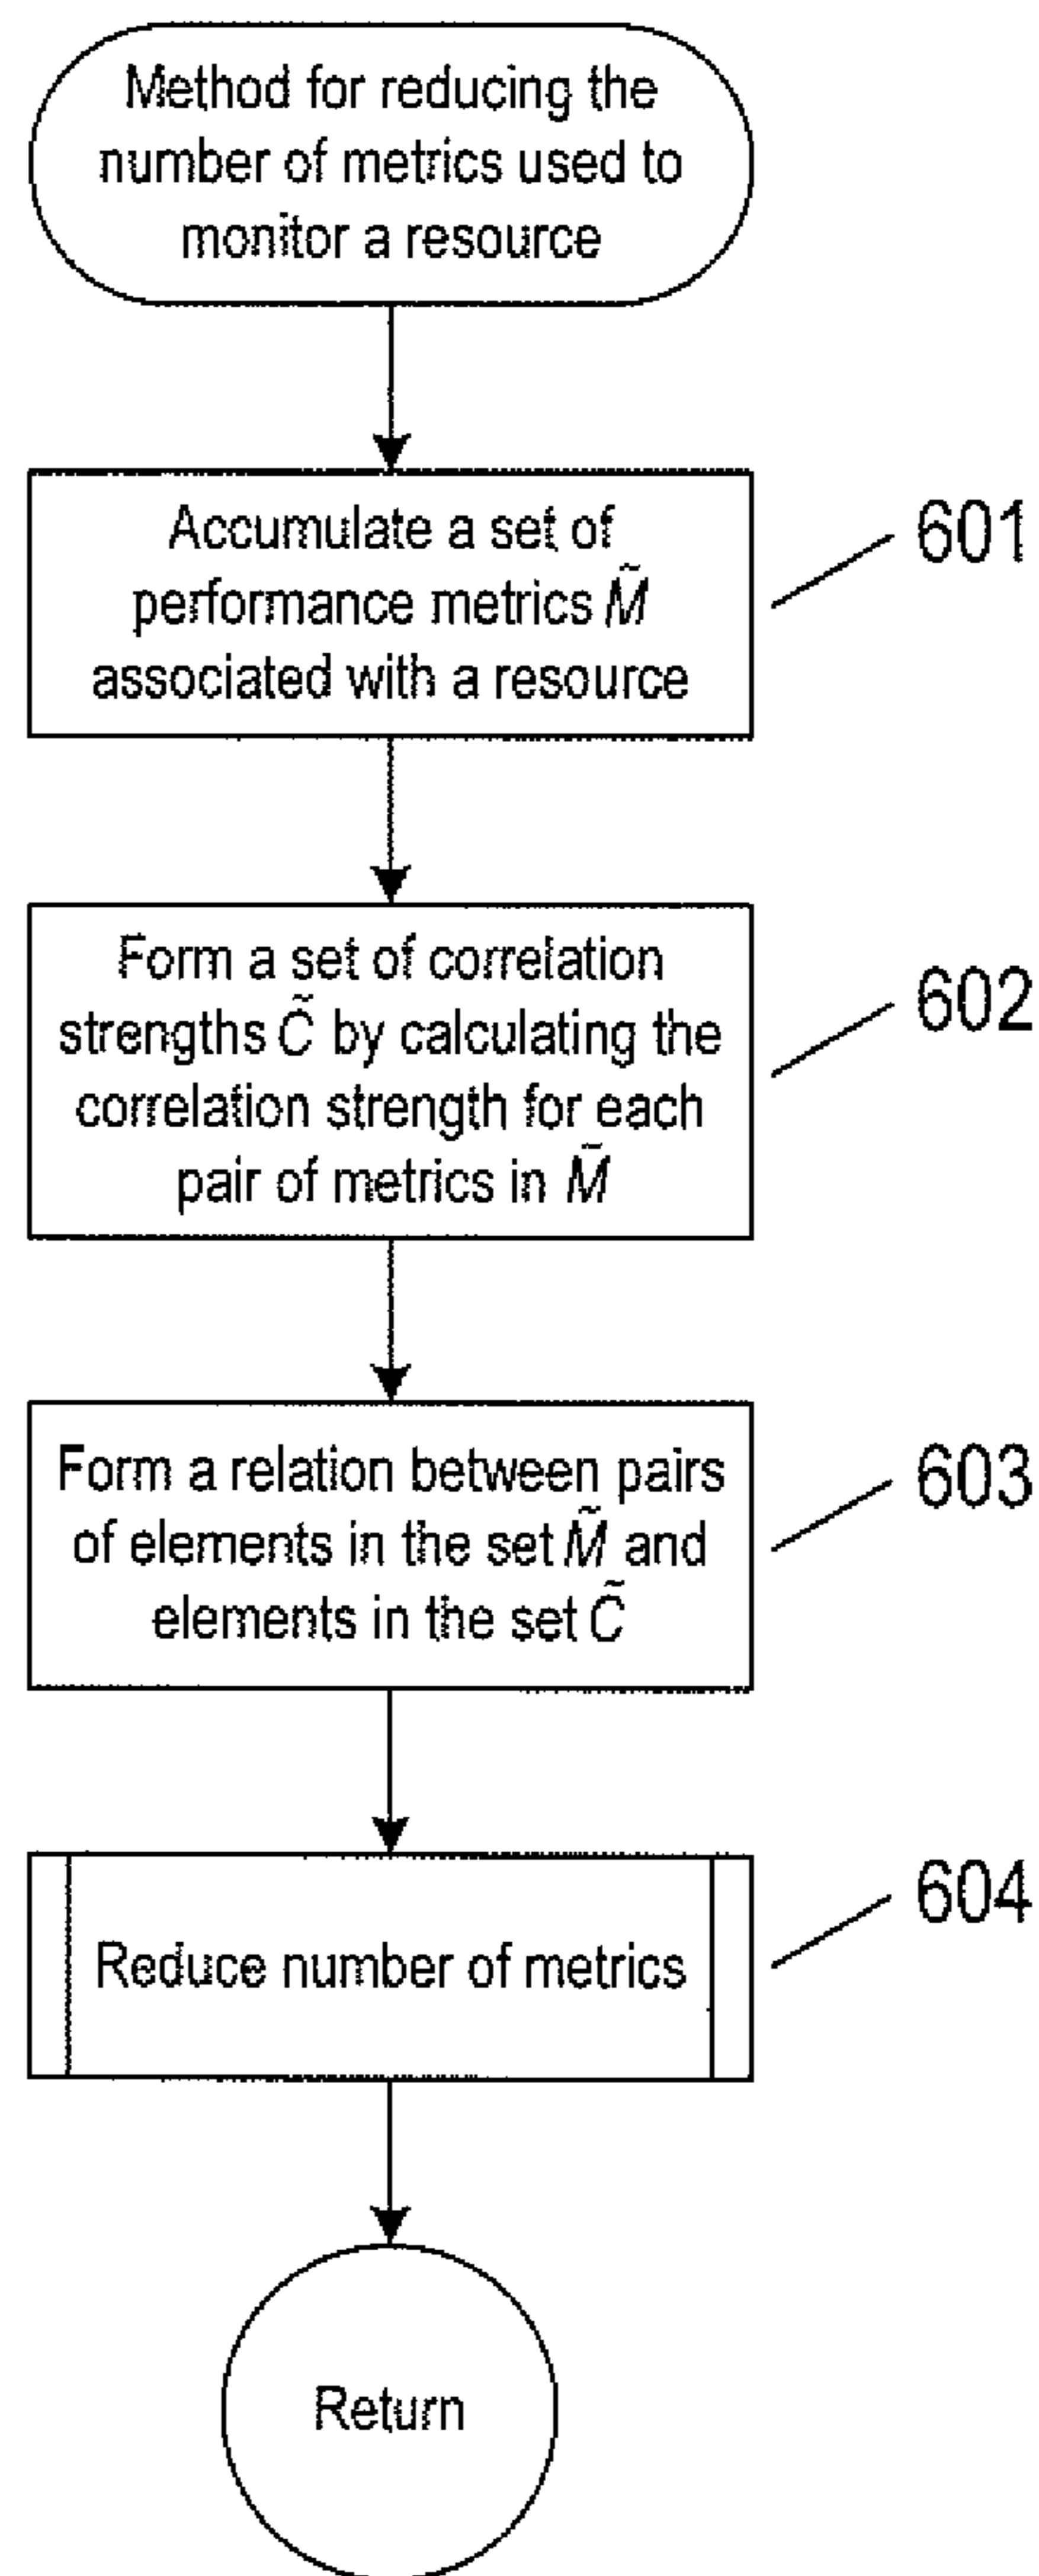 Method for reducing the
number of metrics used to
monitor a resource
Accumulate a set of
performance metrics M̃
associated with a resource
601
Form a set of correlation
strengths C̃ by calculating the
correlation strength for each
pair of metrics in M̃
602
Form a relation between pairs
of elements in the set M̃ and
elements in the set C̃
603
Reduce number of metrics
604
Return